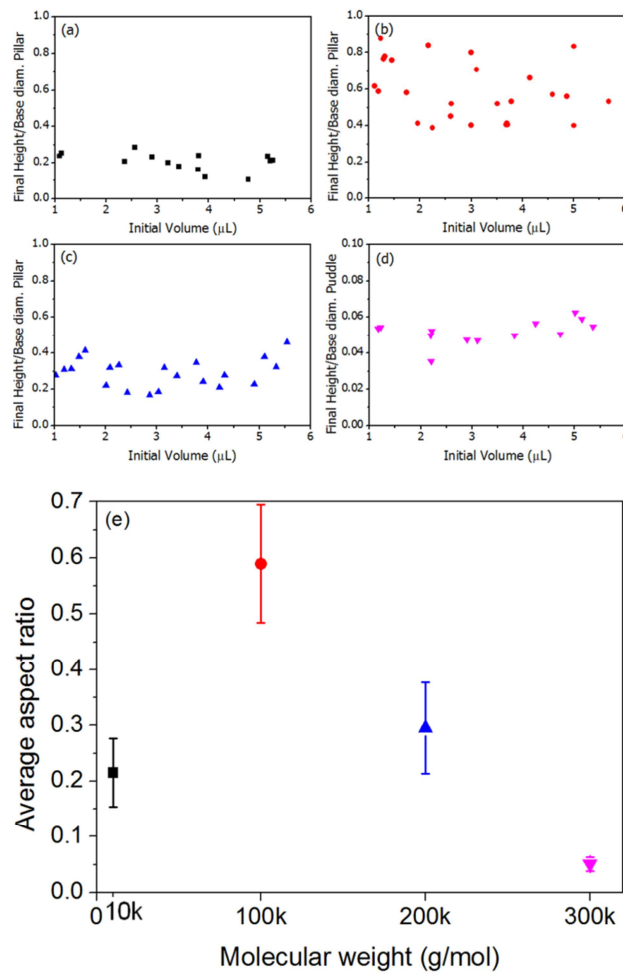 (a)
Final Height/Base diam. Pillar
1.0
0.8
0.6
0.4
0.2
0.0
1 2 3 4 5 6
Initial Volume (μL)
(b)
Final Height/Base diam. Pillar
1.0
0.8
0.6
0.4
0.2
0.0
1 2 3 4 5 6
Initial Volume (μL)
(c)
Final Height/Base diam. Pillar
1.0
0.8
0.6
0.4
0.2
0.0
1 2 3 4 5 6
Initial Volume (μL)
(d)
Final Height/Base diam. Puddle
0.10
0.08
0.06
0.04
0.02
0.00
1 2 3 4 5 6
Initial Volume (μL)
(e)
Average aspect ratio
0.7
0.6
0.5
0.4
0.3
0.2
0.1
0.0
0 10k 100k 200k 300k
Molecular weight (g/mol)